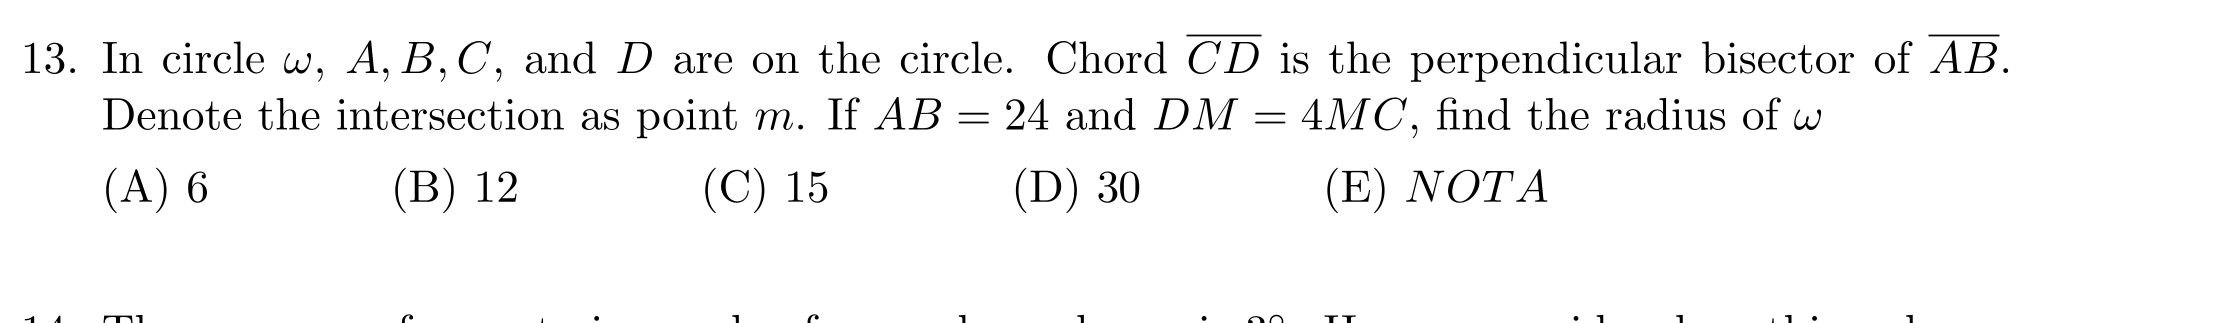 13. In circle ω, A, B, C, and D are on the circle. Chord CD is the perpendicular bisector of AB.
Denote the intersection as point m. If AB = 24 and DM = 4MC, find the radius of ω
(A) 6 (B) 12 (C) 15 (D) 30 (E) NOTA